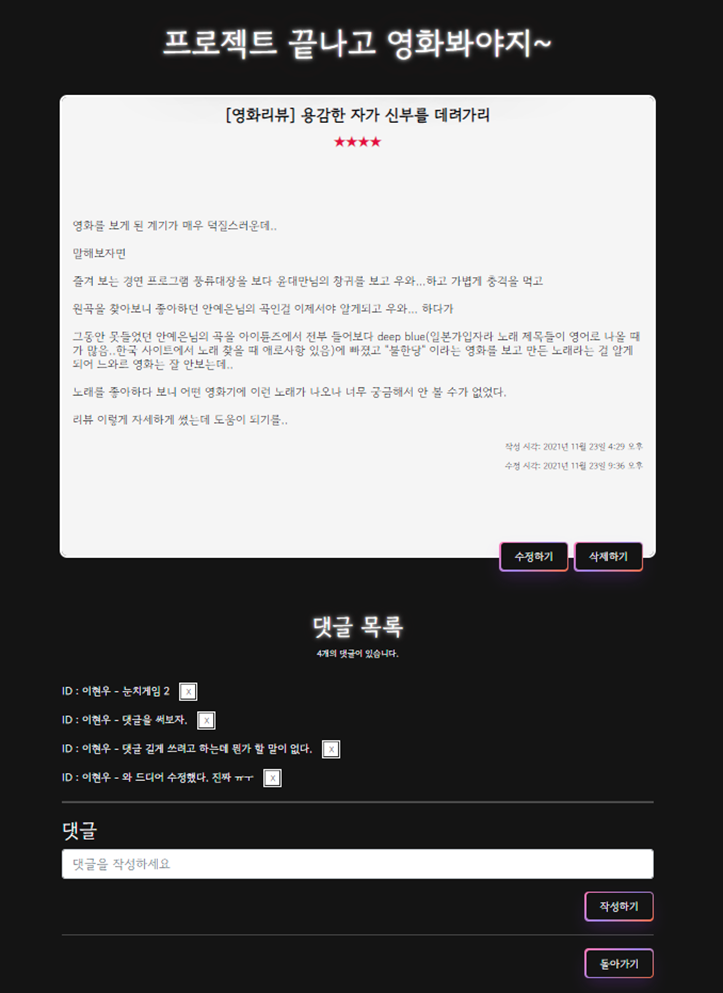 프로젝트 끝나고 영화봐야지~
[영화리뷰] 용감한 자가 신부를 데려가리
★★★★
영화를 보게 된 계기가 매우 덕질스러운데..
말해보자면
즐겨 보는 경연 프로그램 풍류대장을 보다 윤대만님의 창귀를 보고 우와...하고 가볍게 충격을 먹고
원곡을 찾아보니 좋아하던 안예은님의 곡인걸 이제서야 알게되고 우와... 하다가
그동안 못들었던 안예은님의 곡을 아이튠즈에서 전부 들어보다 deep blue(일본가입자라 노래 제목들이 영어로 나올 때
가 많음..한국 사이트에서 노래 찾을 때 애로사항 있음)에 빠졌고 "불한당" 이라는 영화를 보고 만든 노래라는 걸 알게
되어 느와르 영화는 잘 안보는데..
노래를 좋아하다 보니 어떤 영화기에 이런 노래가 나오나 너무 궁금해서 안 볼 수가 없었다.
리뷰 이렇게 자세하게 썼는데 도움이 되기를..
작성 시각: 2021년 11월 23일 4:29 오후
수정 시각: 2021년 11월 23일 9:36 오후
수정하기 삭제하기
댓글 목록
4개의 댓글이 있습니다.
ID : 이현우 - 눈치게임 2 x
ID : 이현우 - 댓글을 써보자. x
ID : 이현우 - 댓글 길게 쓰려고 하는데 뭔가 할 말이 없다. x
ID : 이현우 - 와 드디어 수정했다. 진짜 ㅠㅜ x
댓글
댓글을 작성하세요
작성하기
돌아가기